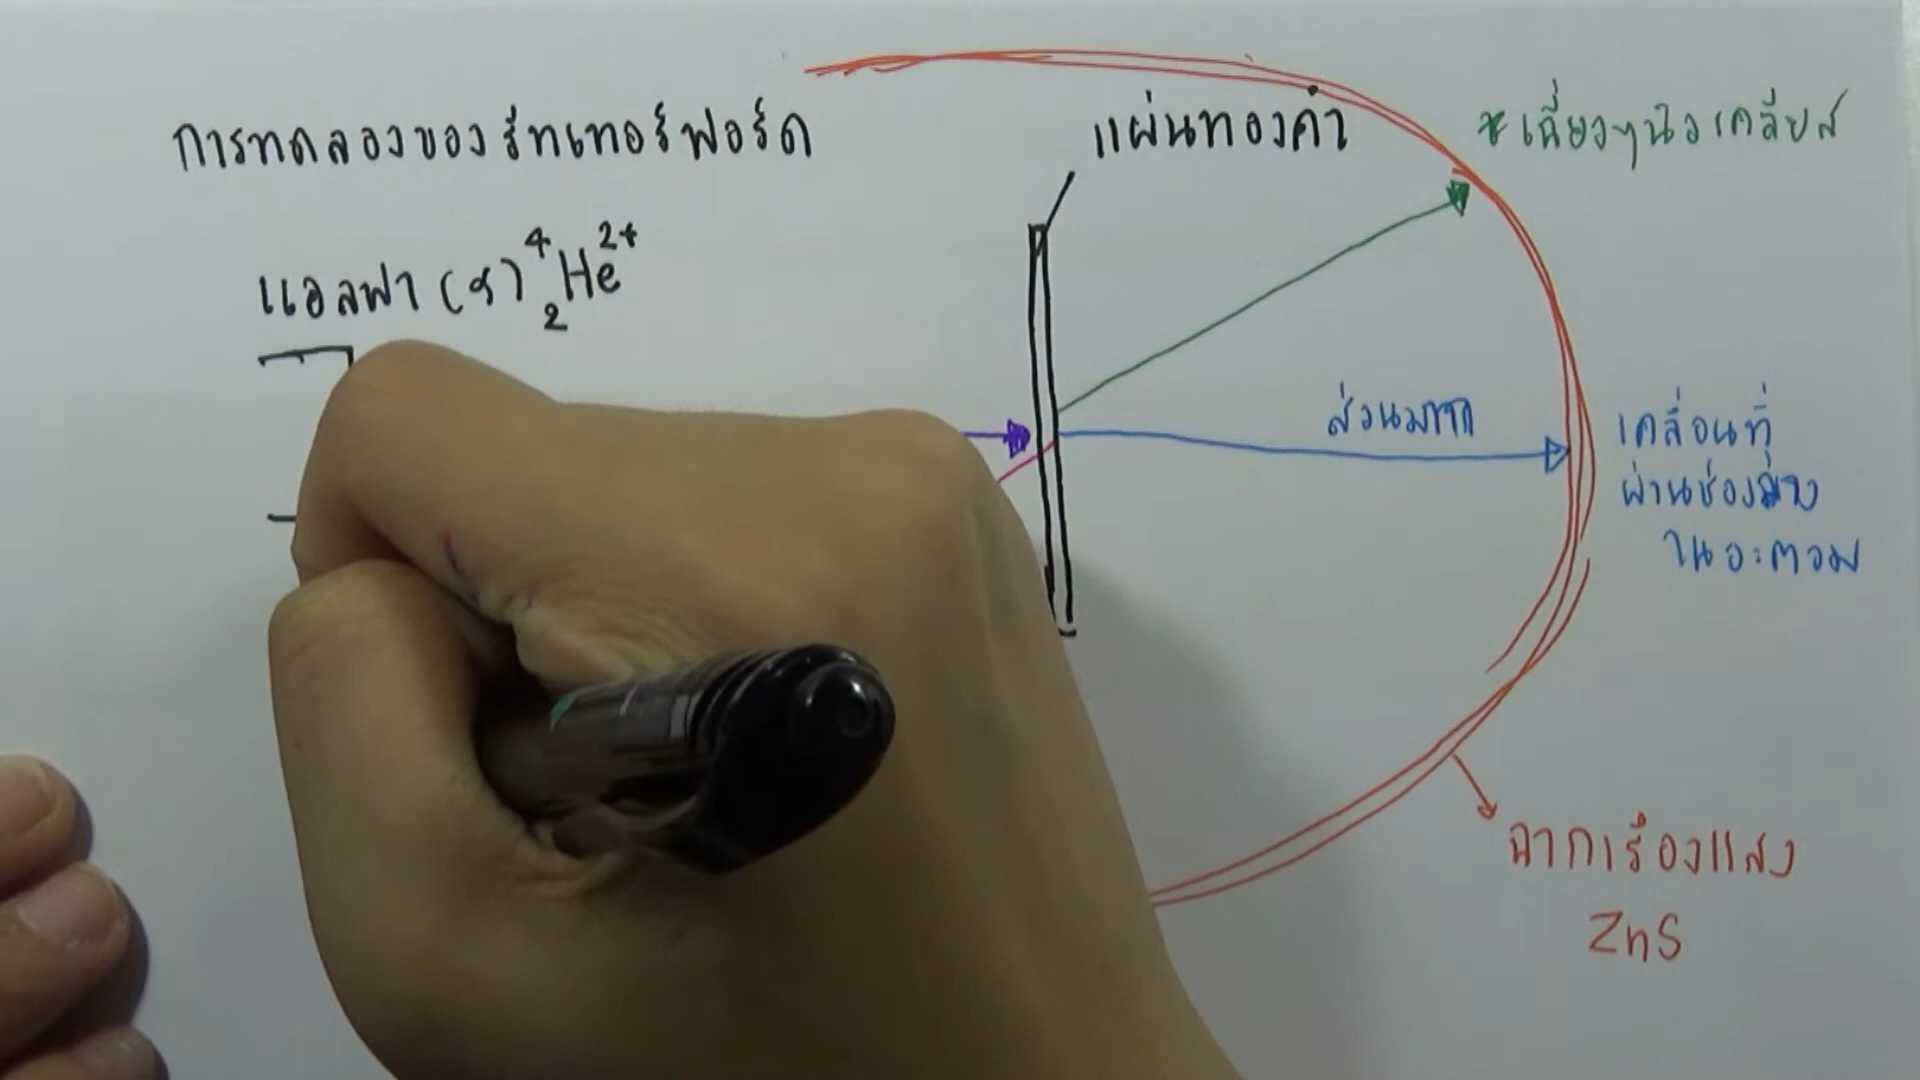 การทดลองของรัทเทอร์ฟอร์ด
แผ่นทองคำ
*เฉี่ยวๆนิวเคลียส
แอลฟา (α) ⁴₂He²⁺
ส่วนมาก
เคลื่อนที่
ผ่านช่องว่าง
ในอะตอม
ฉากเรืองแสง
ZnS